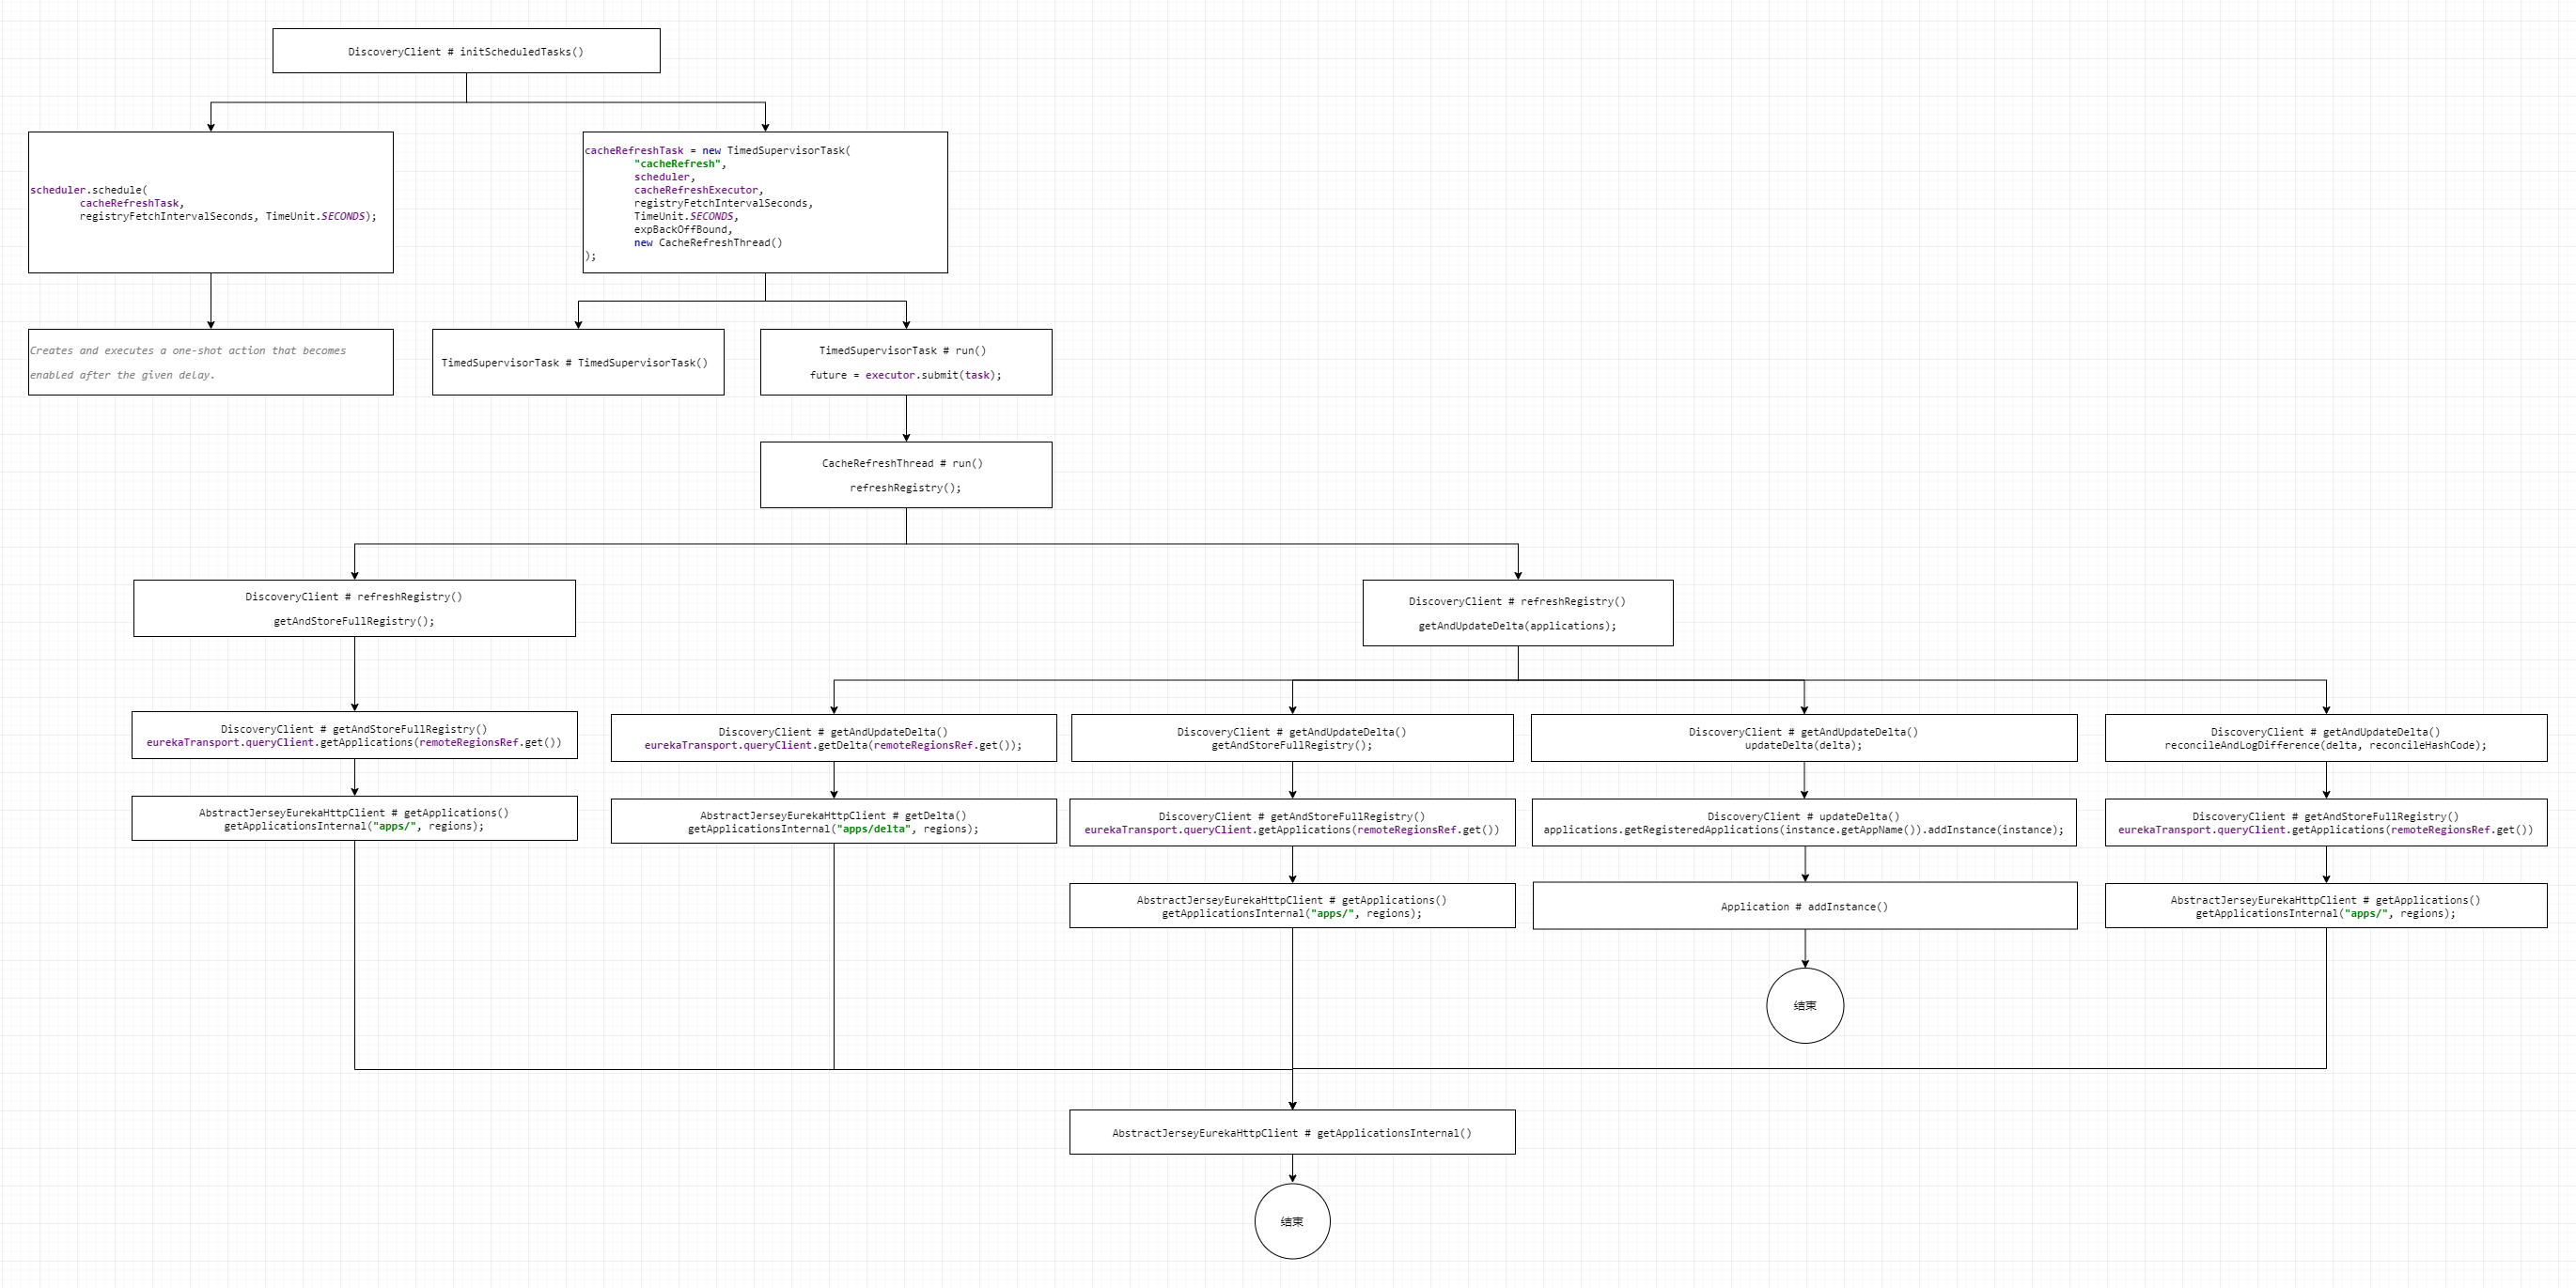 DiscoveryClient # initScheduledTasks()
scheduler.schedule(
cacheRefreshTask,
registryFetchIntervalSeconds, TimeUnit.SECONDS);
cacheRefreshTask = new TimedSupervisorTask(
"cacheRefresh",
scheduler,
cacheRefreshExecutor,
registryFetchIntervalSeconds,
TimeUnit.SECONDS,
expBackOffBound,
new CacheRefreshThread()
);
Creates and executes a one-shot action that becomes
enabled after the given delay.
TimedSupervisorTask # TimedSupervisorTask()
TimedSupervisorTask # run()
future = executor.submit(task);
CacheRefreshThread # run()
refreshRegistry();
DiscoveryClient # refreshRegistry()
getAndStoreFullRegistry();
DiscoveryClient # refreshRegistry()
getAndUpdateDelta(applications);
DiscoveryClient # getAndStoreFullRegistry()
eurekaTransport.queryClient.getApplications(remoteRegionsRef.get())
DiscoveryClient # getAndUpdateDelta()
eurekaTransport.queryClient.getDelta(remoteRegionsRef.get());
DiscoveryClient # getAndUpdateDelta()
getAndStoreFullRegistry();
DiscoveryClient # getAndUpdateDelta()
updateDelta(delta);
DiscoveryClient # getAndUpdateDelta()
reconcileAndLogDifference(delta, reconcileHashCode);
AbstractJerseyEurekaHttpClient # getApplications()
getApplicationsInternal("apps/", regions);
AbstractJerseyEurekaHttpClient # getDelta()
getApplicationsInternal("apps/delta", regions);
DiscoveryClient # getAndStoreFullRegistry()
eurekaTransport.queryClient.getApplications(remoteRegionsRef.get())
DiscoveryClient # updateDelta()
applications.getRegisteredApplications(instance.getAppName()).addInstance(instance);
DiscoveryClient # getAndStoreFullRegistry()
eurekaTransport.queryClient.getApplications(remoteRegionsRef.get())
AbstractJerseyEurekaHttpClient # getApplications()
getApplicationsInternal("apps/", regions);
Application # addInstance()
AbstractJerseyEurekaHttpClient # getApplications()
getApplicationsInternal("apps/", regions);
结束
AbstractJerseyEurekaHttpClient # getApplicationsInternal()
结束